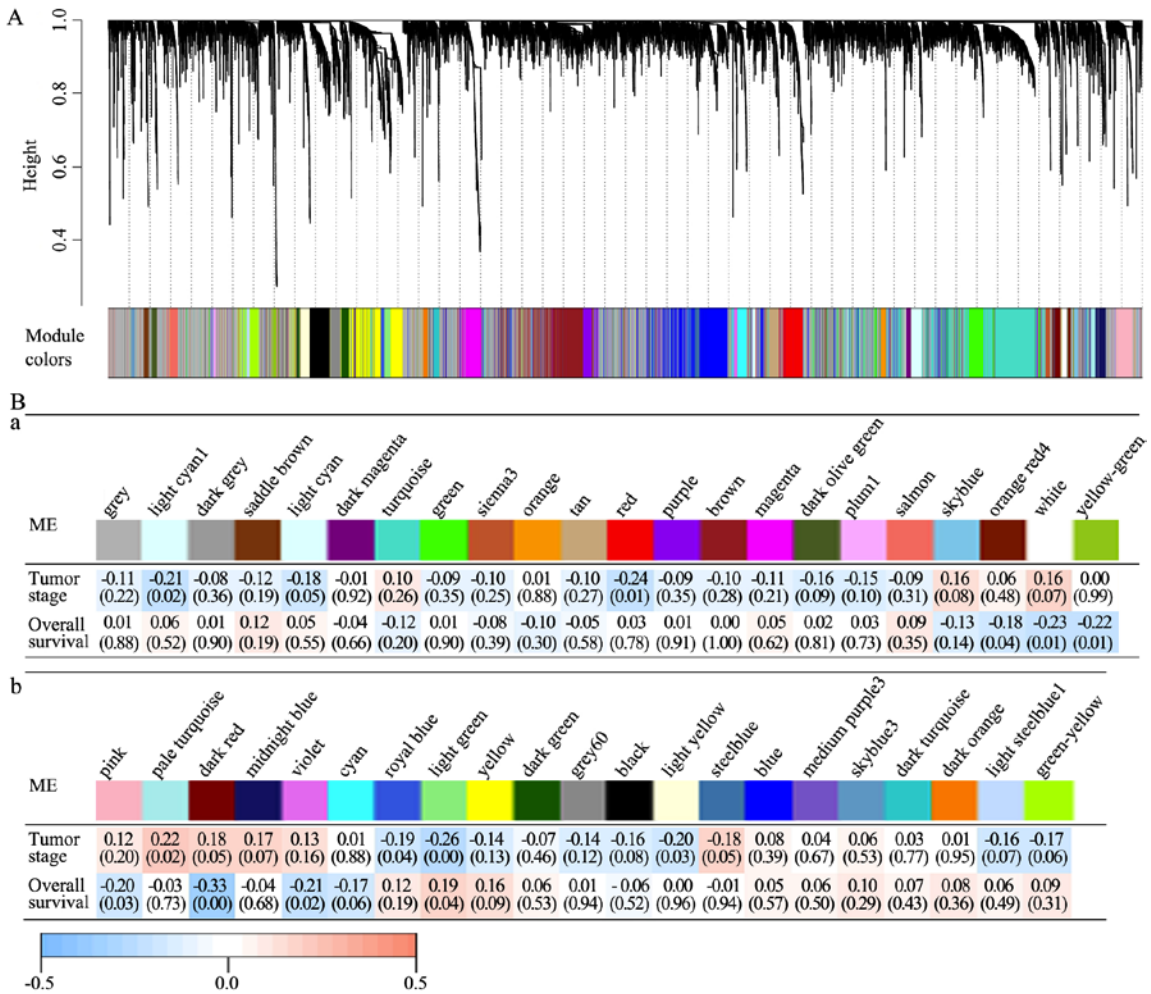 A
1.0
0.8
0.6
0.4
Height
Module
colors
B
a
grey
light cyan1
dark grey
saddle brown
light cyan
dark magenta
turquoise
green
sienna3
orange
tan
red
purple
brown
magenta
dark olive green
plum1
salmon
skyblue
orange red4
white
yellow-green
ME
Tumor -0.11 -0.21 -0.08 -0.12 -0.18 -0.01 0.10 -0.09 -0.10 0.01 -0.10 -0.24 -0.09 -0.10 -0.11 -0.16 -0.15 -0.09 0.16 0.06 0.16 0.00
stage (0.22) (0.02) (0.36) (0.19) (0.05) (0.92) (0.26) (0.35) (0.25) (0.88) (0.27) (0.01) (0.35) (0.28) (0.21) (0.09) (0.10) (0.31) (0.08) (0.48) (0.07) (0.99)
Overall 0.01 0.06 0.01 0.12 0.05 -0.04 -0.12 0.01 -0.08 -0.10 -0.05 0.03 0.01 0.00 0.05 0.02 0.03 0.09 -0.13 -0.18 -0.23 -0.22
survival (0.88) (0.52) (0.90) (0.19) (0.55) (0.66) (0.20) (0.90) (0.39) (0.30) (0.58) (0.78) (0.91) (1.00) (0.62) (0.81) (0.73) (0.35) (0.14) (0.04) (0.01) (0.01)
b
pink
pale turquoise
dark red
midnight blue
violet
cyan
royal blue
light green
yellow
dark green
grey60
black
light yellow
steelblue
blue
medium purple3
skyblue3
dark turquoise
dark orange
light steelblue1
green-yellow
ME
Tumor 0.12 0.22 0.18 0.17 0.13 0.01 -0.19 -0.26 -0.14 -0.07 -0.14 -0.16 -0.20 -0.18 0.08 0.04 0.06 0.03 0.01 -0.16 -0.17
stage (0.20) (0.02) (0.05) (0.07) (0.16) (0.88) (0.04) (0.00) (0.13) (0.46) (0.12) (0.08) (0.03) (0.05) (0.39) (0.67) (0.53) (0.77) (0.95) (0.07) (0.06)
Overall -0.20 -0.03 -0.33 -0.04 -0.21 -0.17 0.12 0.19 0.16 0.06 0.01 -0.06 0.00 -0.01 0.05 0.06 0.10 0.07 0.08 0.06 0.09
survival (0.03) (0.73) (0.00) (0.68) (0.02) (0.06) (0.19) (0.04) (0.09) (0.53) (0.94) (0.52) (0.96) (0.94) (0.57) (0.50) (0.29) (0.43) (0.36) (0.49) (0.31)
-0.5 0.0 0.5